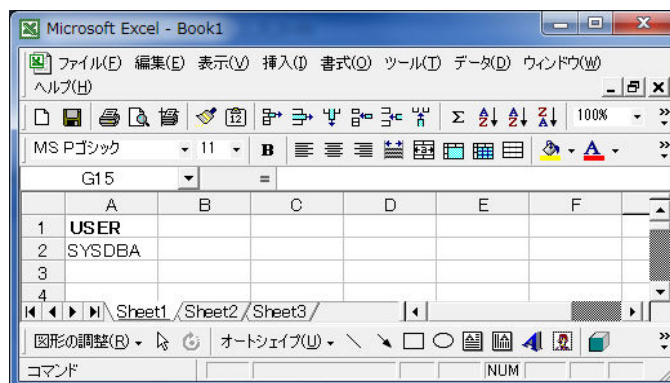 Microsoft Excel - Book1
ファイル(F) 編集(E) 表示(V) 挿入(I) 書式(O) ツール(T) データ(D) ウィンドウ(W)
ヘルプ(H)
100%
MS Pゴシック 11 B A
G15 =
A B C D E F
1 USER
2 SYSDBA
3
4
Sheet1 Sheet2 Sheet3
図形の調整(R) オートシェイプ(U)
コマンド NUM